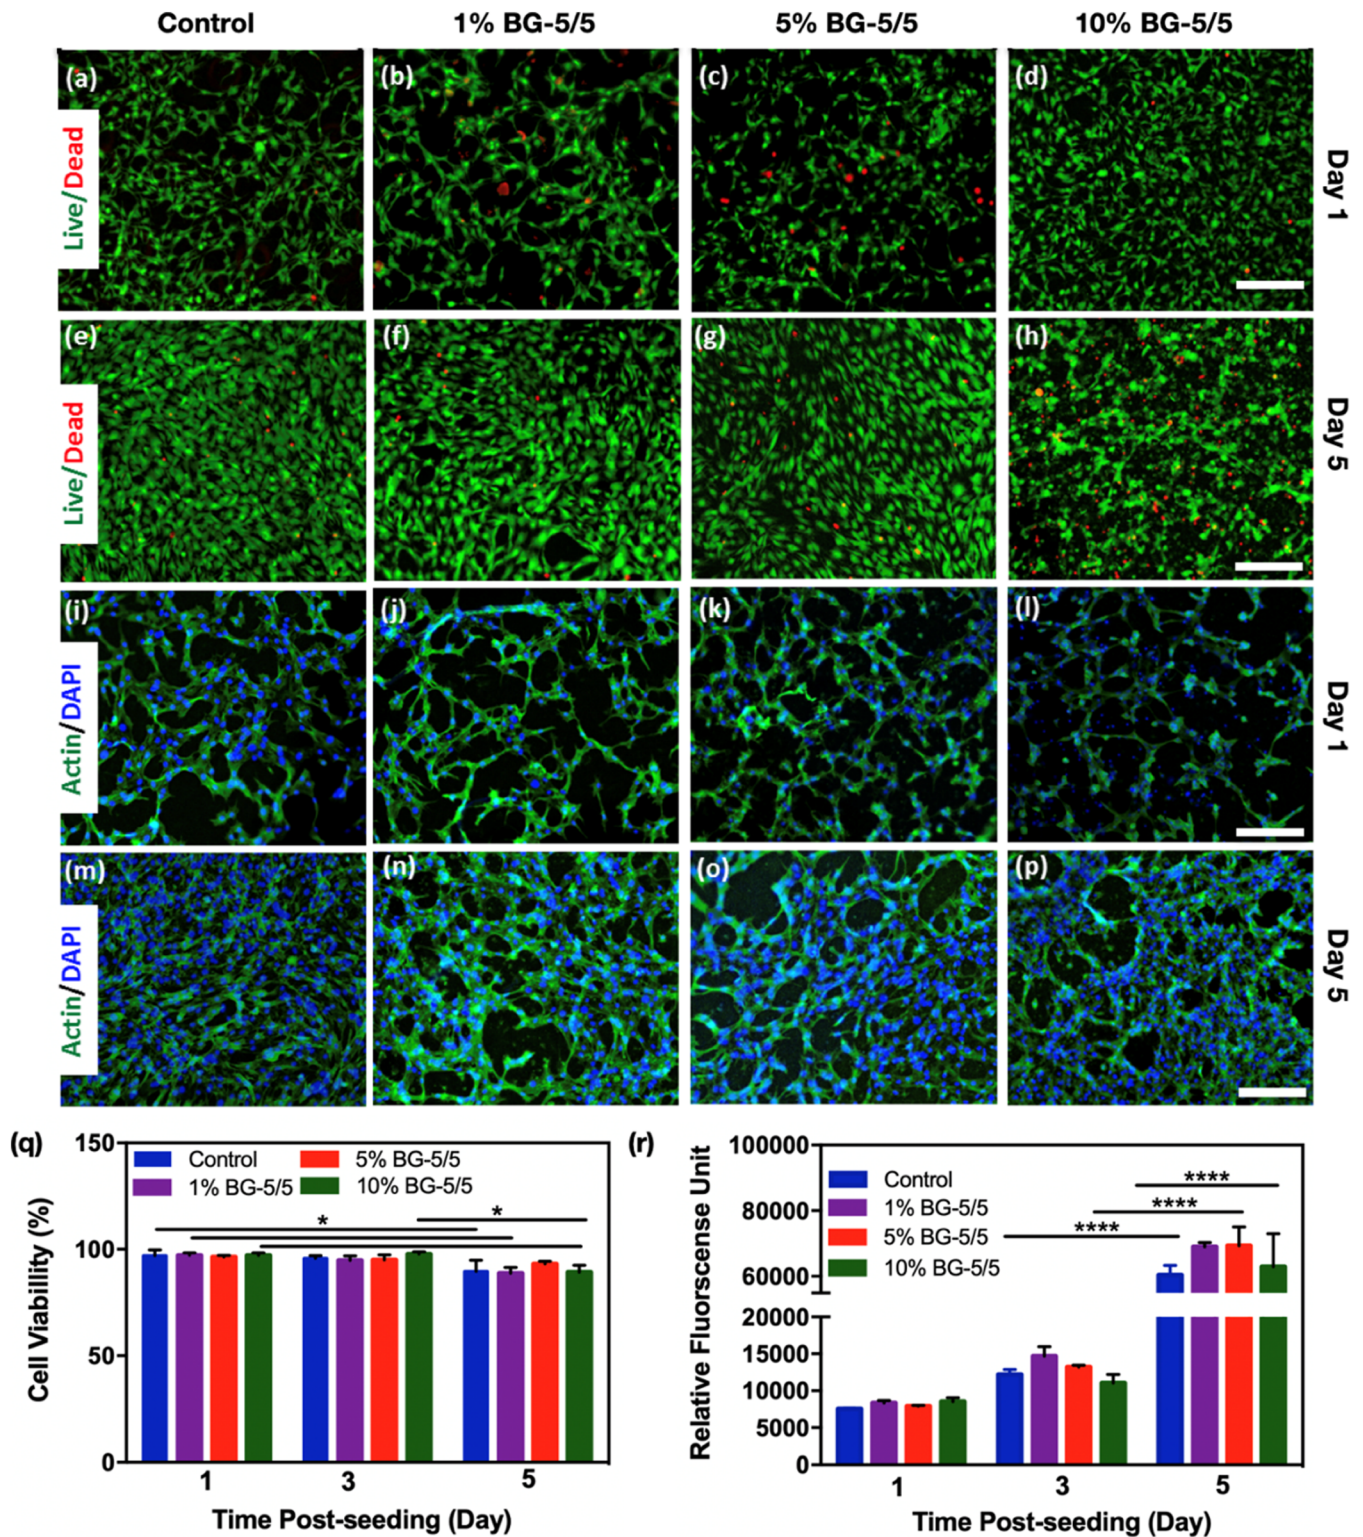 Control 1% BG-5/5 5% BG-5/5 10% BG-5/5
(a) (b) (c) (d)
Live/Dead
Day 1
(e) (f) (g) (h)
Live/Dead
Day 5
(i) (j) (k) (l)
Actin/DAPI
Day 1
(m) (n) (o) (p)
Actin/DAPI
Day 5
(q)
Cell Viability (%)
150
100
50
0
Control
1% BG-5/5
5% BG-5/5
10% BG-5/5
* *
1 3 5
Time Post-seeding (Day)
(r)
Relative Fluorscense Unit
100000
80000
60000
20000
15000
10000
5000
0
Control
1% BG-5/5
5% BG-5/5
10% BG-5/5
****
****
****
1 3 5
Time Post-seeding (Day)